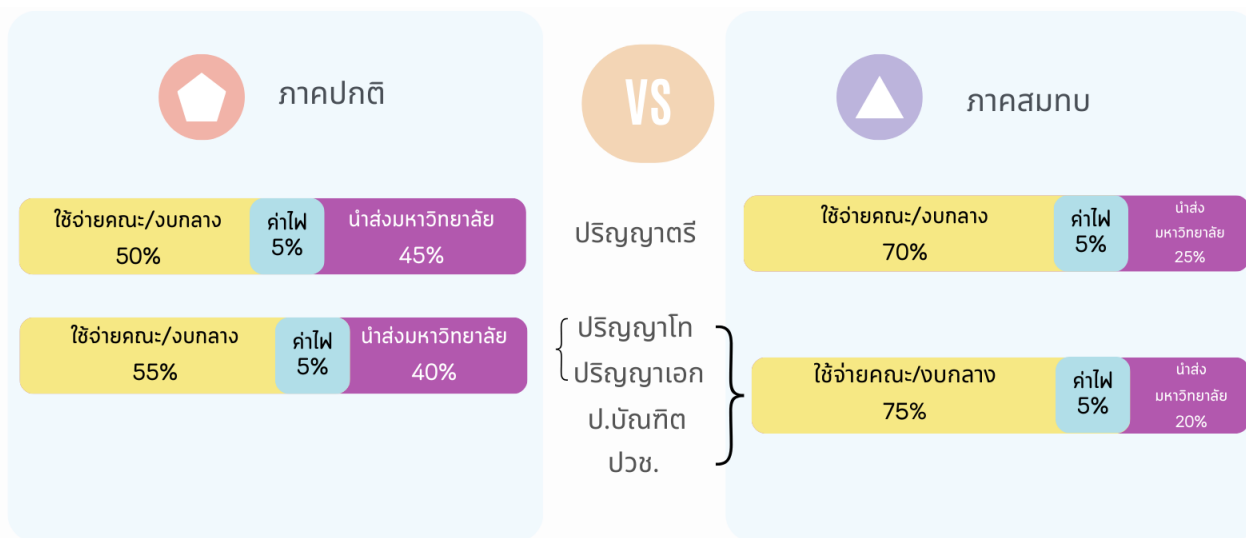 ภาคปกติ
VS
ภาคสมทบ
ใช้จ่ายคณะ/งบกลาง
50%
ค่าไฟ
5%
นำส่งมหาวิทยาลัย
45%
ปริญญาตรี
ใช้จ่ายคณะ/งบกลาง
70%
ค่าไฟ
5%
นำส่ง
มหาวิทยาลัย
25%
ใช้จ่ายคณะ/งบกลาง
55%
ค่าไฟ
5%
นำส่งมหาวิทยาลัย
40%
ปริญญาโท
ปริญญาเอก
ป.บัณฑิต
ปวช.
ใช้จ่ายคณะ/งบกลาง
75%
ค่าไฟ
5%
นำส่ง
มหาวิทยาลัย
20%